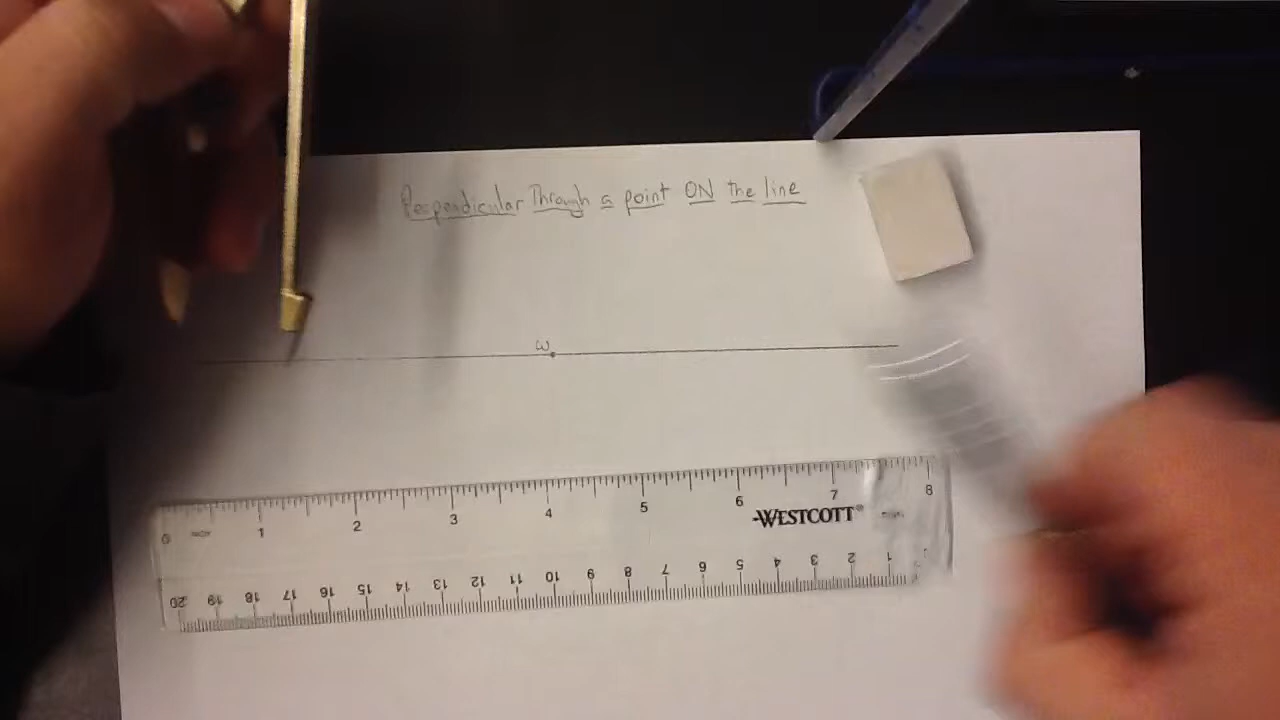 Perpendicular Through a point ON the line
w
0 INCH 1 2 3 4 5 6 7 8
WESTCOTT®
20 19 18 17 16 15 14 13 12 11 10 9 8 7 6 5 4 3 2 1